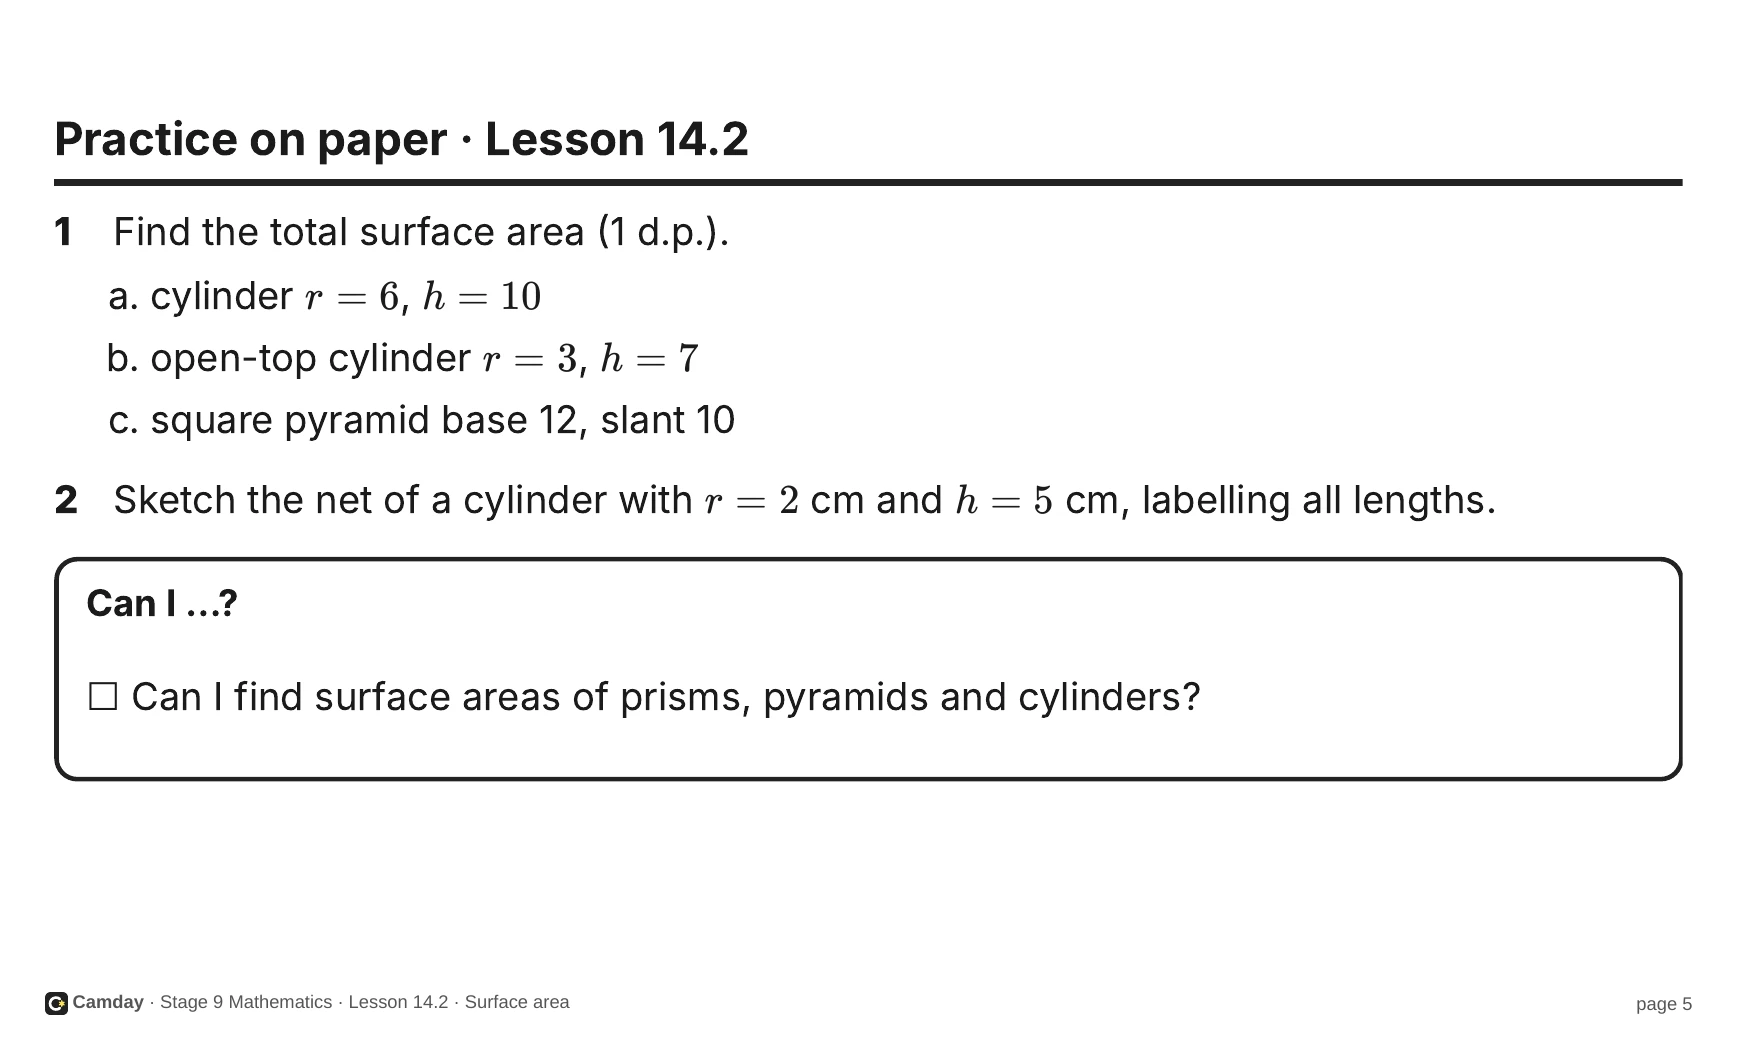 Practice on paper · Lesson 14.2
1 Find the total surface area (1 d.p.).
a. cylinder r = 6, h = 10
b. open-top cylinder r = 3, h = 7
c. square pyramid base 12, slant 10
2 Sketch the net of a cylinder with r = 2 cm and h = 5 cm, labelling all lengths.
Can I …?
☐ Can I find surface areas of prisms, pyramids and cylinders?
Camday · Stage 9 Mathematics · Lesson 14.2 · Surface area
page 5